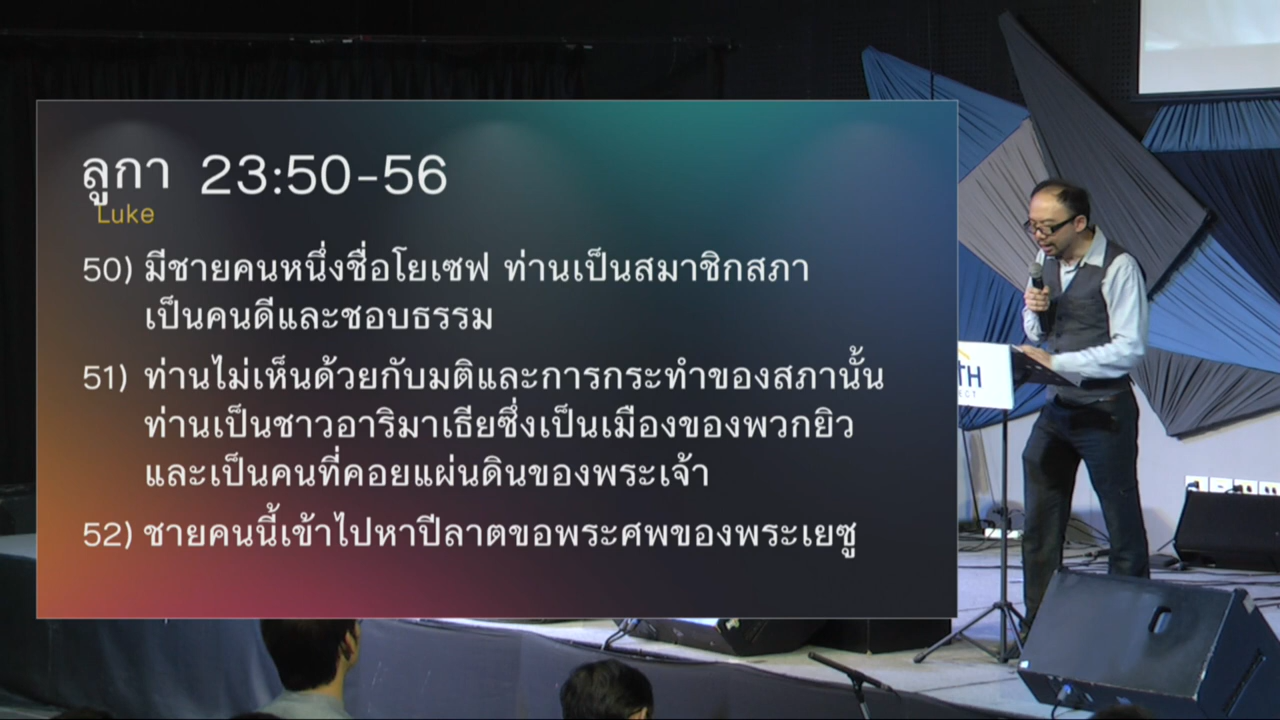 ลูกา 23:50-56
Luke
50) มีชายคนหนึ่งชื่อโยเซฟ ท่านเป็นสมาชิกสภา
เป็นคนดีและชอบธรรม
51) ท่านไม่เห็นด้วยกับมติและการกระทำของสภานั้น
ท่านเป็นชาวอาริมาเธียซึ่งเป็นเมืองของพวกยิว
และเป็นคนที่คอยแผ่นดินของพระเจ้า
52) ชายคนนี้เข้าไปหาปีลาตขอพระศพของพระเยซู
TH
ECT